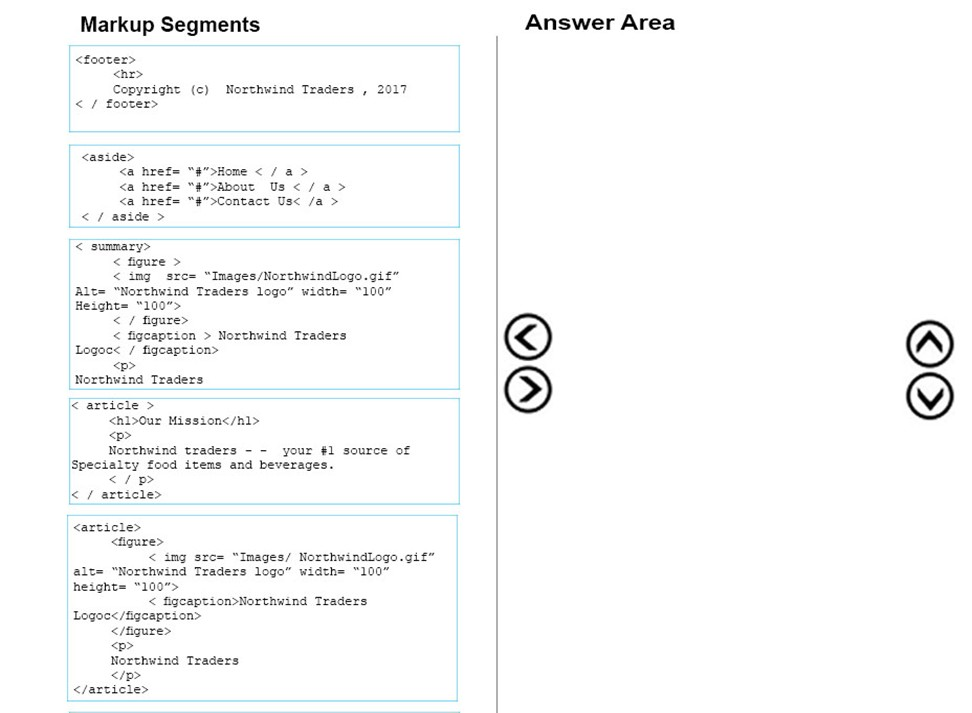 Markup Segments
Answer Area
<footer>
<hr>
Copyright (c) Northwind Traders , 2017
< / footer>
<aside>
<a href= “#”>Home < / a >
<a href= “#”>About Us < / a >
<a href= “#”>Contact Us< /a >
< / aside >
< summary>
< figure >
< img src= “Images/NorthwindLogo.gif”
Alt= “Northwind Traders logo” width= “100”
Height= “100”>
< / figure>
< figcaption > Northwind Traders
Logoc< / figcaption>
<p>
Northwind Traders
< article >
<h1>Our Mission</h1>
<p>
Northwind traders - - your #1 source of
Specialty food items and beverages.
< / p>
< / article>
<article>
<figure>
< img src= “Images/ NorthwindLogo.gif”
alt= “Northwind Traders logo” width= “100”
height= “100”>
< figcaption>Northwind Traders
Logoc</figcaption>
</figure>
<p>
Northwind Traders
</p>
</article>